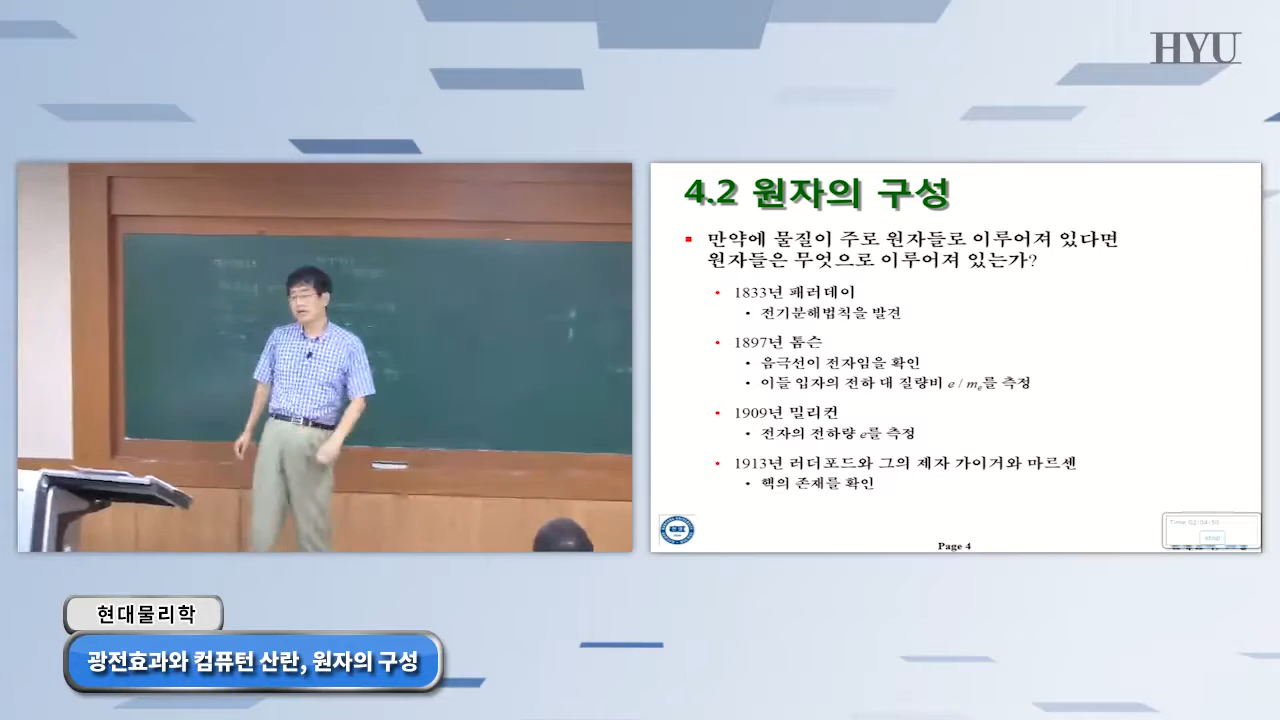 HYU
4.2 원자의 구성
만약에 물질이 주로 원자들로 이루어져 있다면
원자들은 무엇으로 이루어져 있는가?
1833년 패러데이
전기분해법칙을 발견
1897년 톰슨
음극선이 전자임을 확인
이들 입자의 전하 대 질량비 e / me를 측정
1909년 밀리컨
전자의 전하량 e를 측정
1913년 러더포드와 그의 제자 가이거와 마르센
핵의 존재를 확인
Page 4
현대물리학
광전효과와 컴퓨턴 산란, 원자의 구성